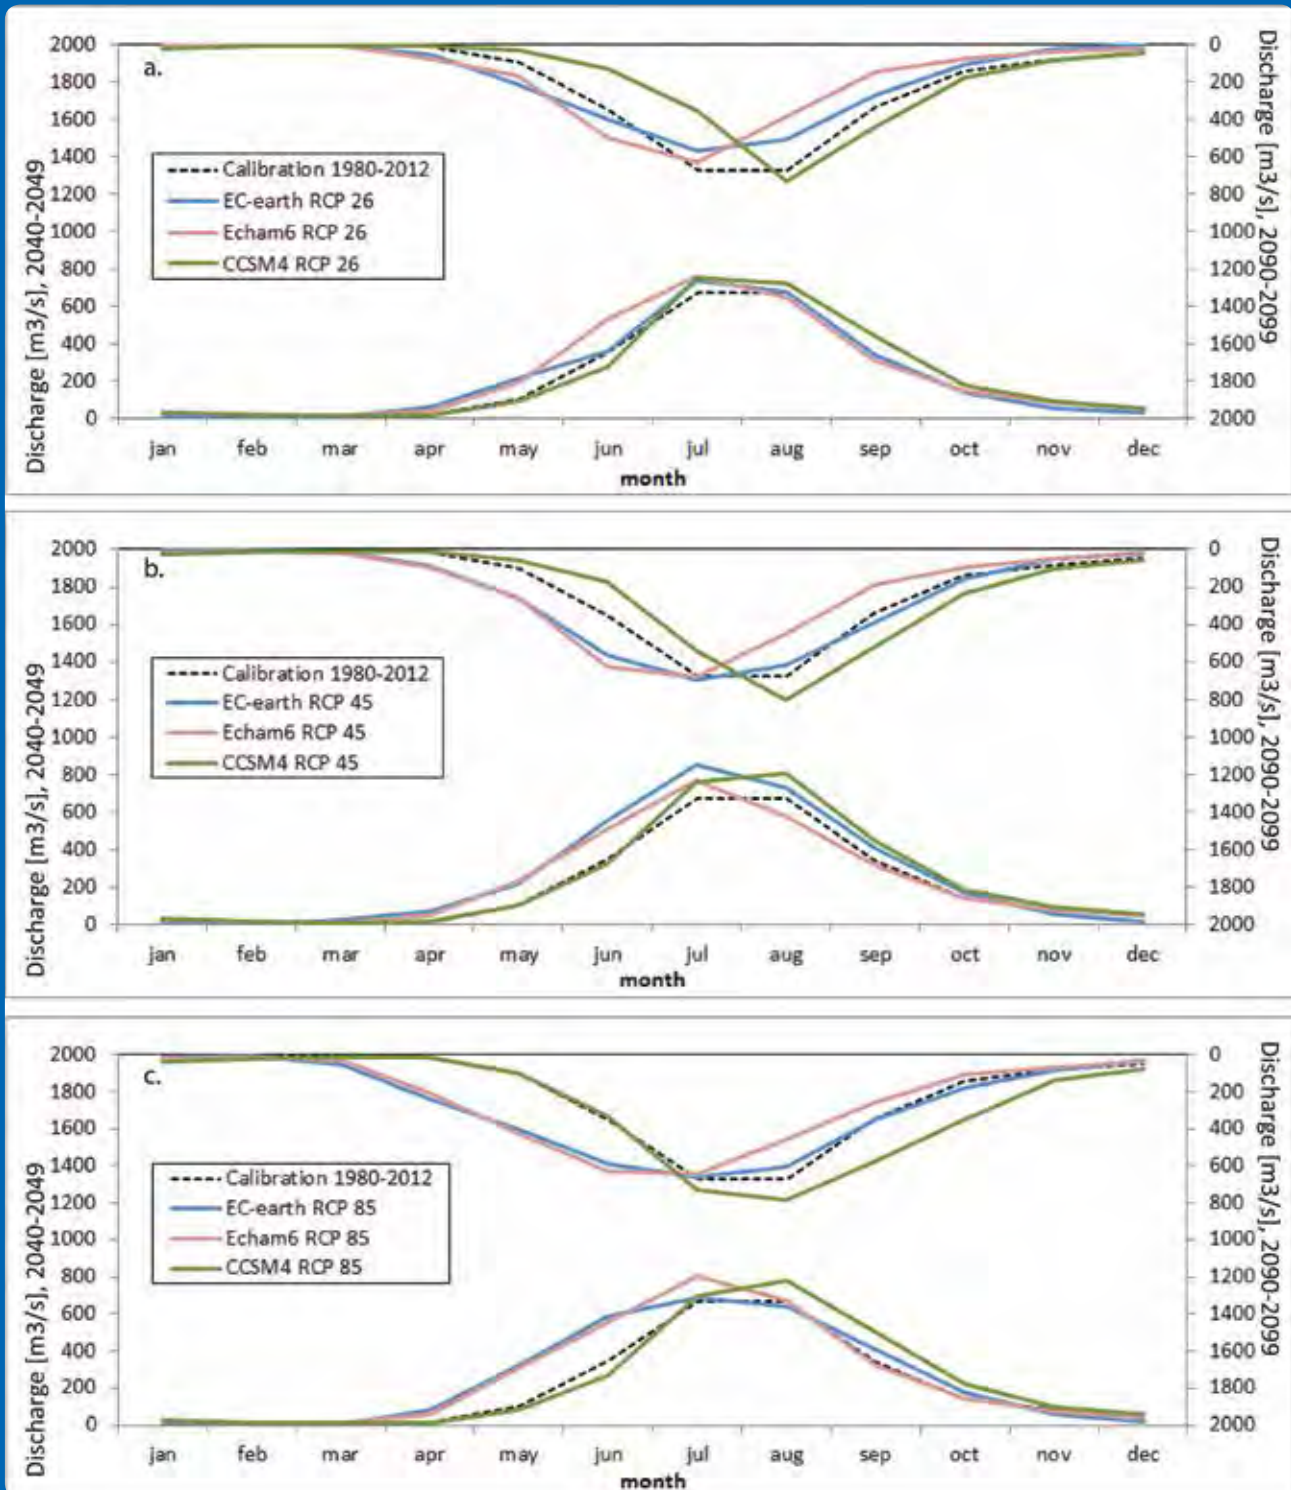 a.
2000
1800
1600
1400
1200
1000
800
600
400
200
0
Discharge [m3/s], 2040-2049
Calibration 1980-2012
EC-earth RCP 26
Echam6 RCP 26
CCSM4 RCP 26
0
200
400
600
800
1000
1200
1400
1600
1800
2000
Discharge [m3/s], 2090-2099
jan feb mar apr may jun jul aug sep oct nov dec
month
b.
2000
1800
1600
1400
1200
1000
800
600
400
200
0
Discharge [m3/s], 2040-2049
Calibration 1980-2012
EC-earth RCP 45
Echam6 RCP 45
CCSM4 RCP 45
0
200
400
600
800
1000
1200
1400
1600
1800
2000
Discharge [m3/s], 2090-2099
jan feb mar apr may jun jul aug sep oct nov dec
month
c.
2000
1800
1600
1400
1200
1000
800
600
400
200
0
Discharge [m3/s], 2040-2049
Calibration 1980-2012
EC-earth RCP 85
Echam6 RCP 85
CCSM4 RCP 85
0
200
400
600
800
1000
1200
1400
1600
1800
2000
Discharge [m3/s], 2090-2099
jan feb mar apr may jun jul aug sep oct nov dec
month